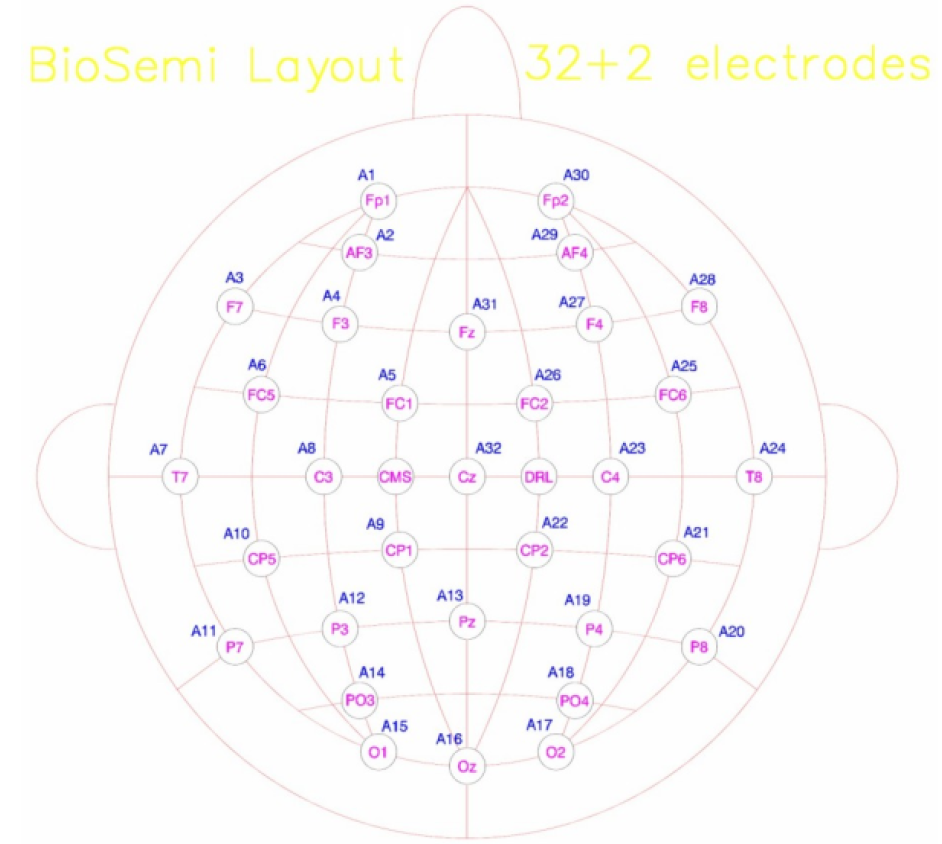 BioSemi Layout 32+2 electrodes
A1 A30
Fp1 Fp2
A2 A29
AF3 AF4
A3 A28
F7 F8
A4 A31 A27
F3 Fz F4
A6 A5 A26 A25
FC5 FC1 FC2 FC6
A7 A8 A32 A23 A24
T7 C3 CMS Cz DRL C4 T8
A10 A9 A22 A21
CP5 CP1 CP2 CP6
A12 A13 A19
P3 Pz P4
A11 A20
P7 P8
A14 A18
PO3 PO4
A15 A16 A17
O1 Oz O2